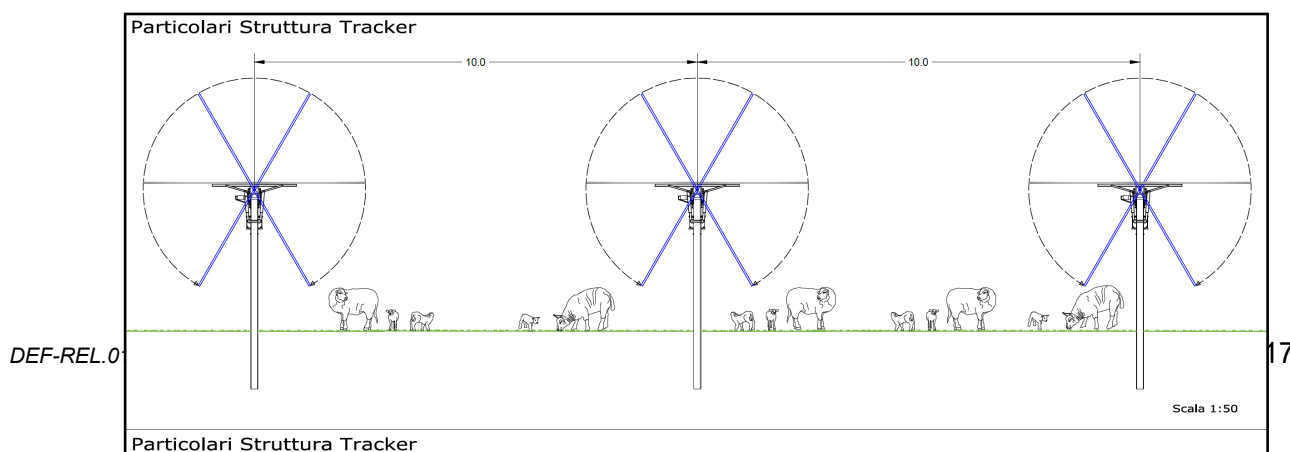 Particolari Struttura Tracker
10.0 10.0
DEF-REL.0 17
Scala 1:50
Particolari Struttura Tracker